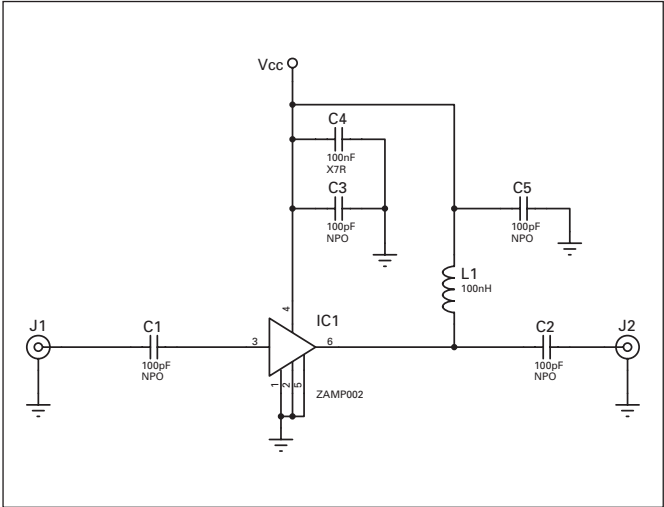 Vcc
C4
100nF
X7R
C3
100pF
NPO
C5
100pF
NPO
L1
100nH
4
IC1
J1
C1
100pF
NPO
3
6
C2
100pF
NPO
J2
1
2
5
ZAMP002